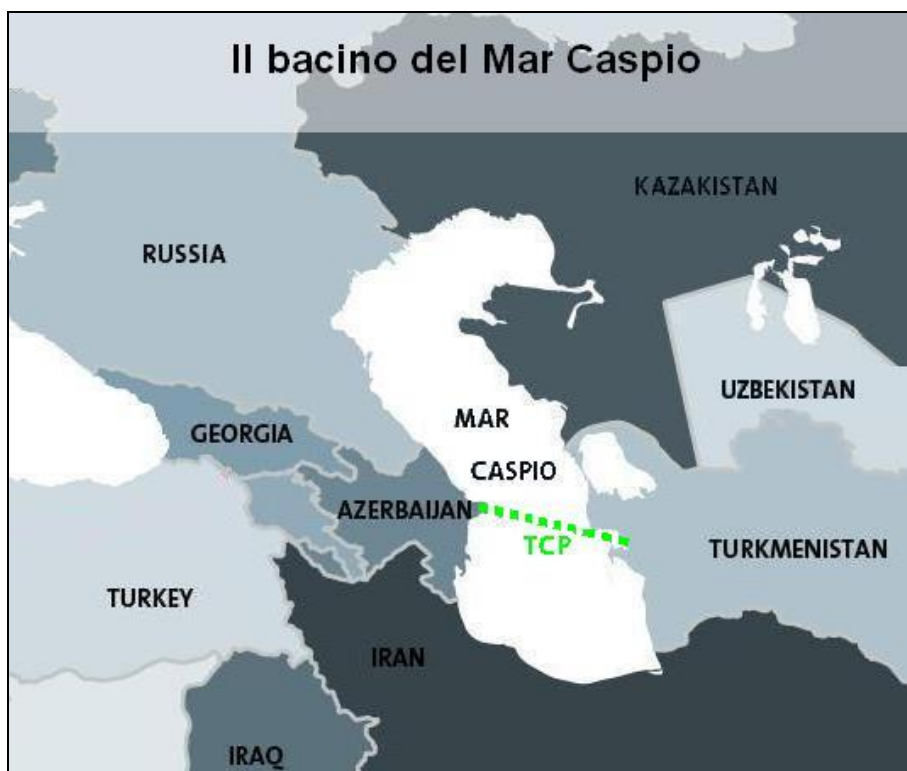 Il bacino del Mar Caspio
KAZAKISTAN
RUSSIA
UZBEKISTAN
MAR
GEORGIA
CASPIO
AZERBAIJAN
TCP
TURKMENISTAN
TURKEY
IRAN
IRAQ